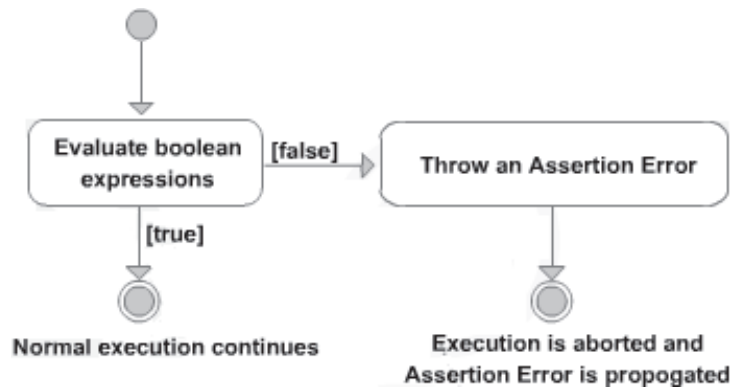 Evaluate boolean
expressions
[false]
Throw an Assertion Error
[true]
Normal execution continues
Execution is aborted and
Assertion Error is propogated